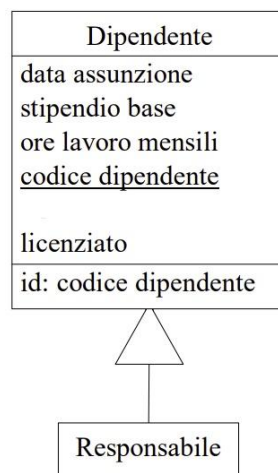 Dipendente
data assunzione
stipendio base
ore lavoro mensili
codice dipendente
licenziato
id: codice dipendente
Responsabile